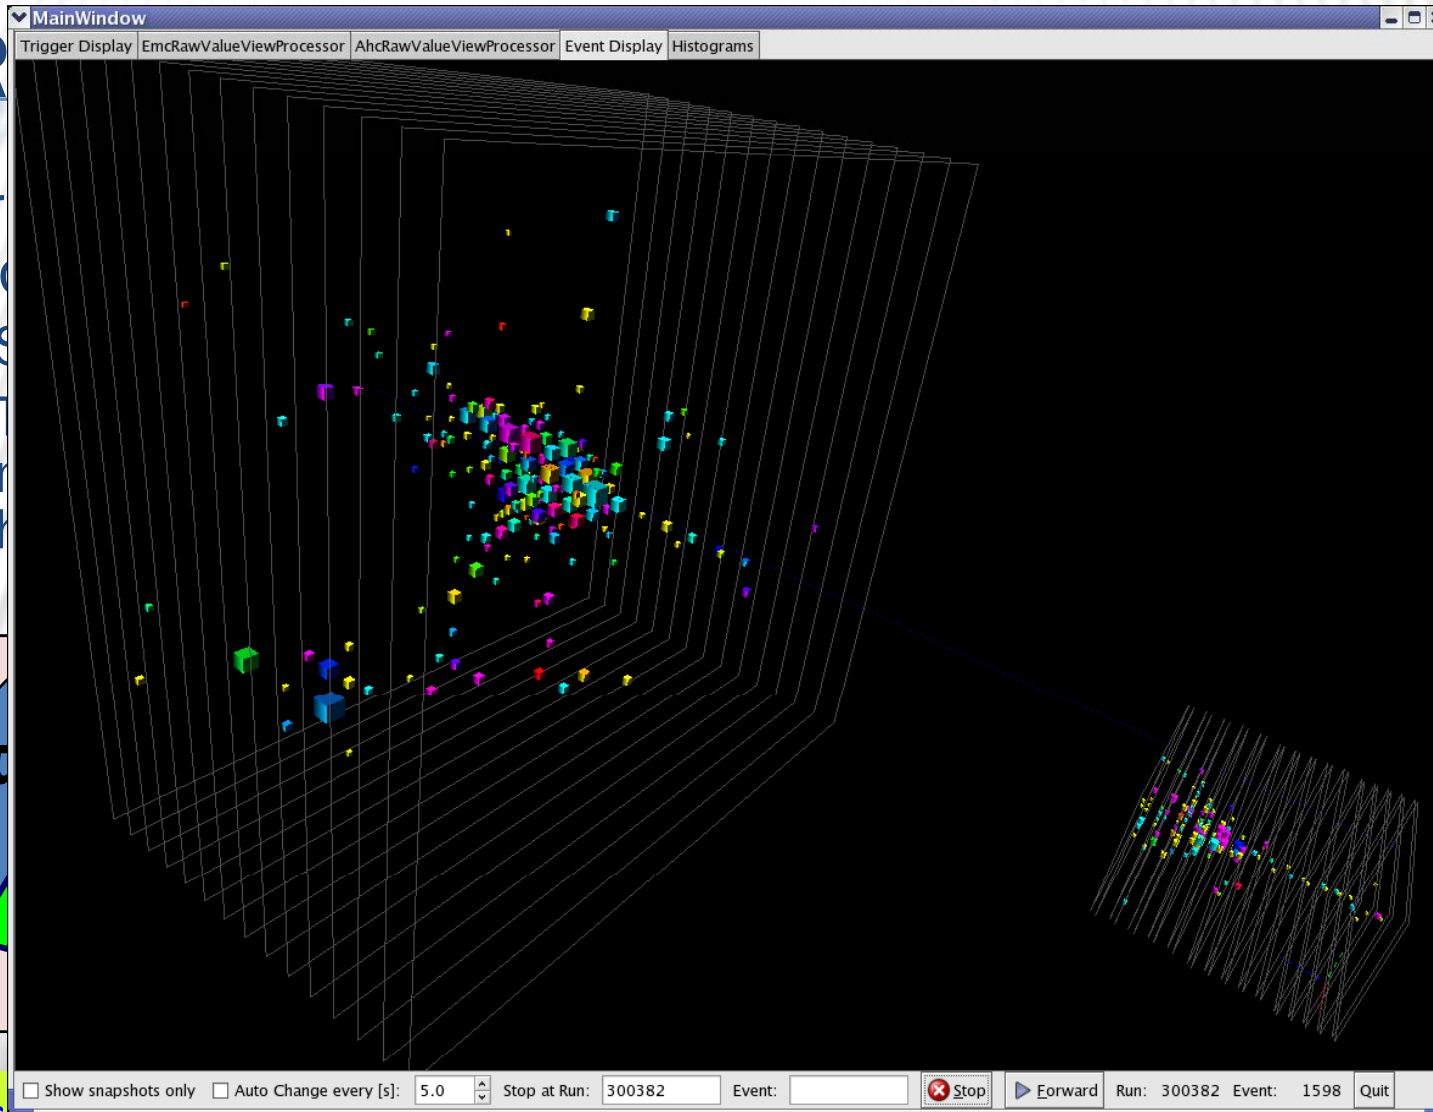 MainWindow
Trigger Display EmcRawValueViewProcessor AhcRawValueViewProcessor Event Display Histograms
Show snapshots only Auto Change every [s]: 5.0 Stop at Run: 300382 Event: Stop Forward Run: 300382 Event: 1598 Quit